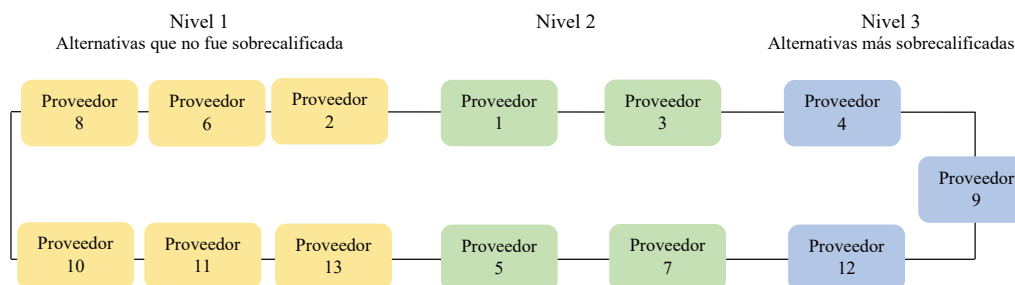 Nivel 1
Alternativas que no fue sobrecalificada
Nivel 2
Nivel 3
Alternativas más sobrecalificadas
Proveedor
8
Proveedor
6
Proveedor
2
Proveedor
1
Proveedor
3
Proveedor
4
Proveedor
9
Proveedor
10
Proveedor
11
Proveedor
13
Proveedor
5
Proveedor
7
Proveedor
12